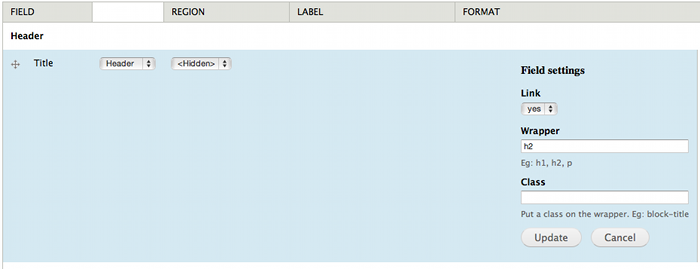 FIELD REGION LABEL FORMAT
Header
Title Header <Hidden>
Field settings
Link
yes
Wrapper
h2
Eg: h1, h2, p
Class
Put a class on the wrapper. Eg: block-title
Update Cancel